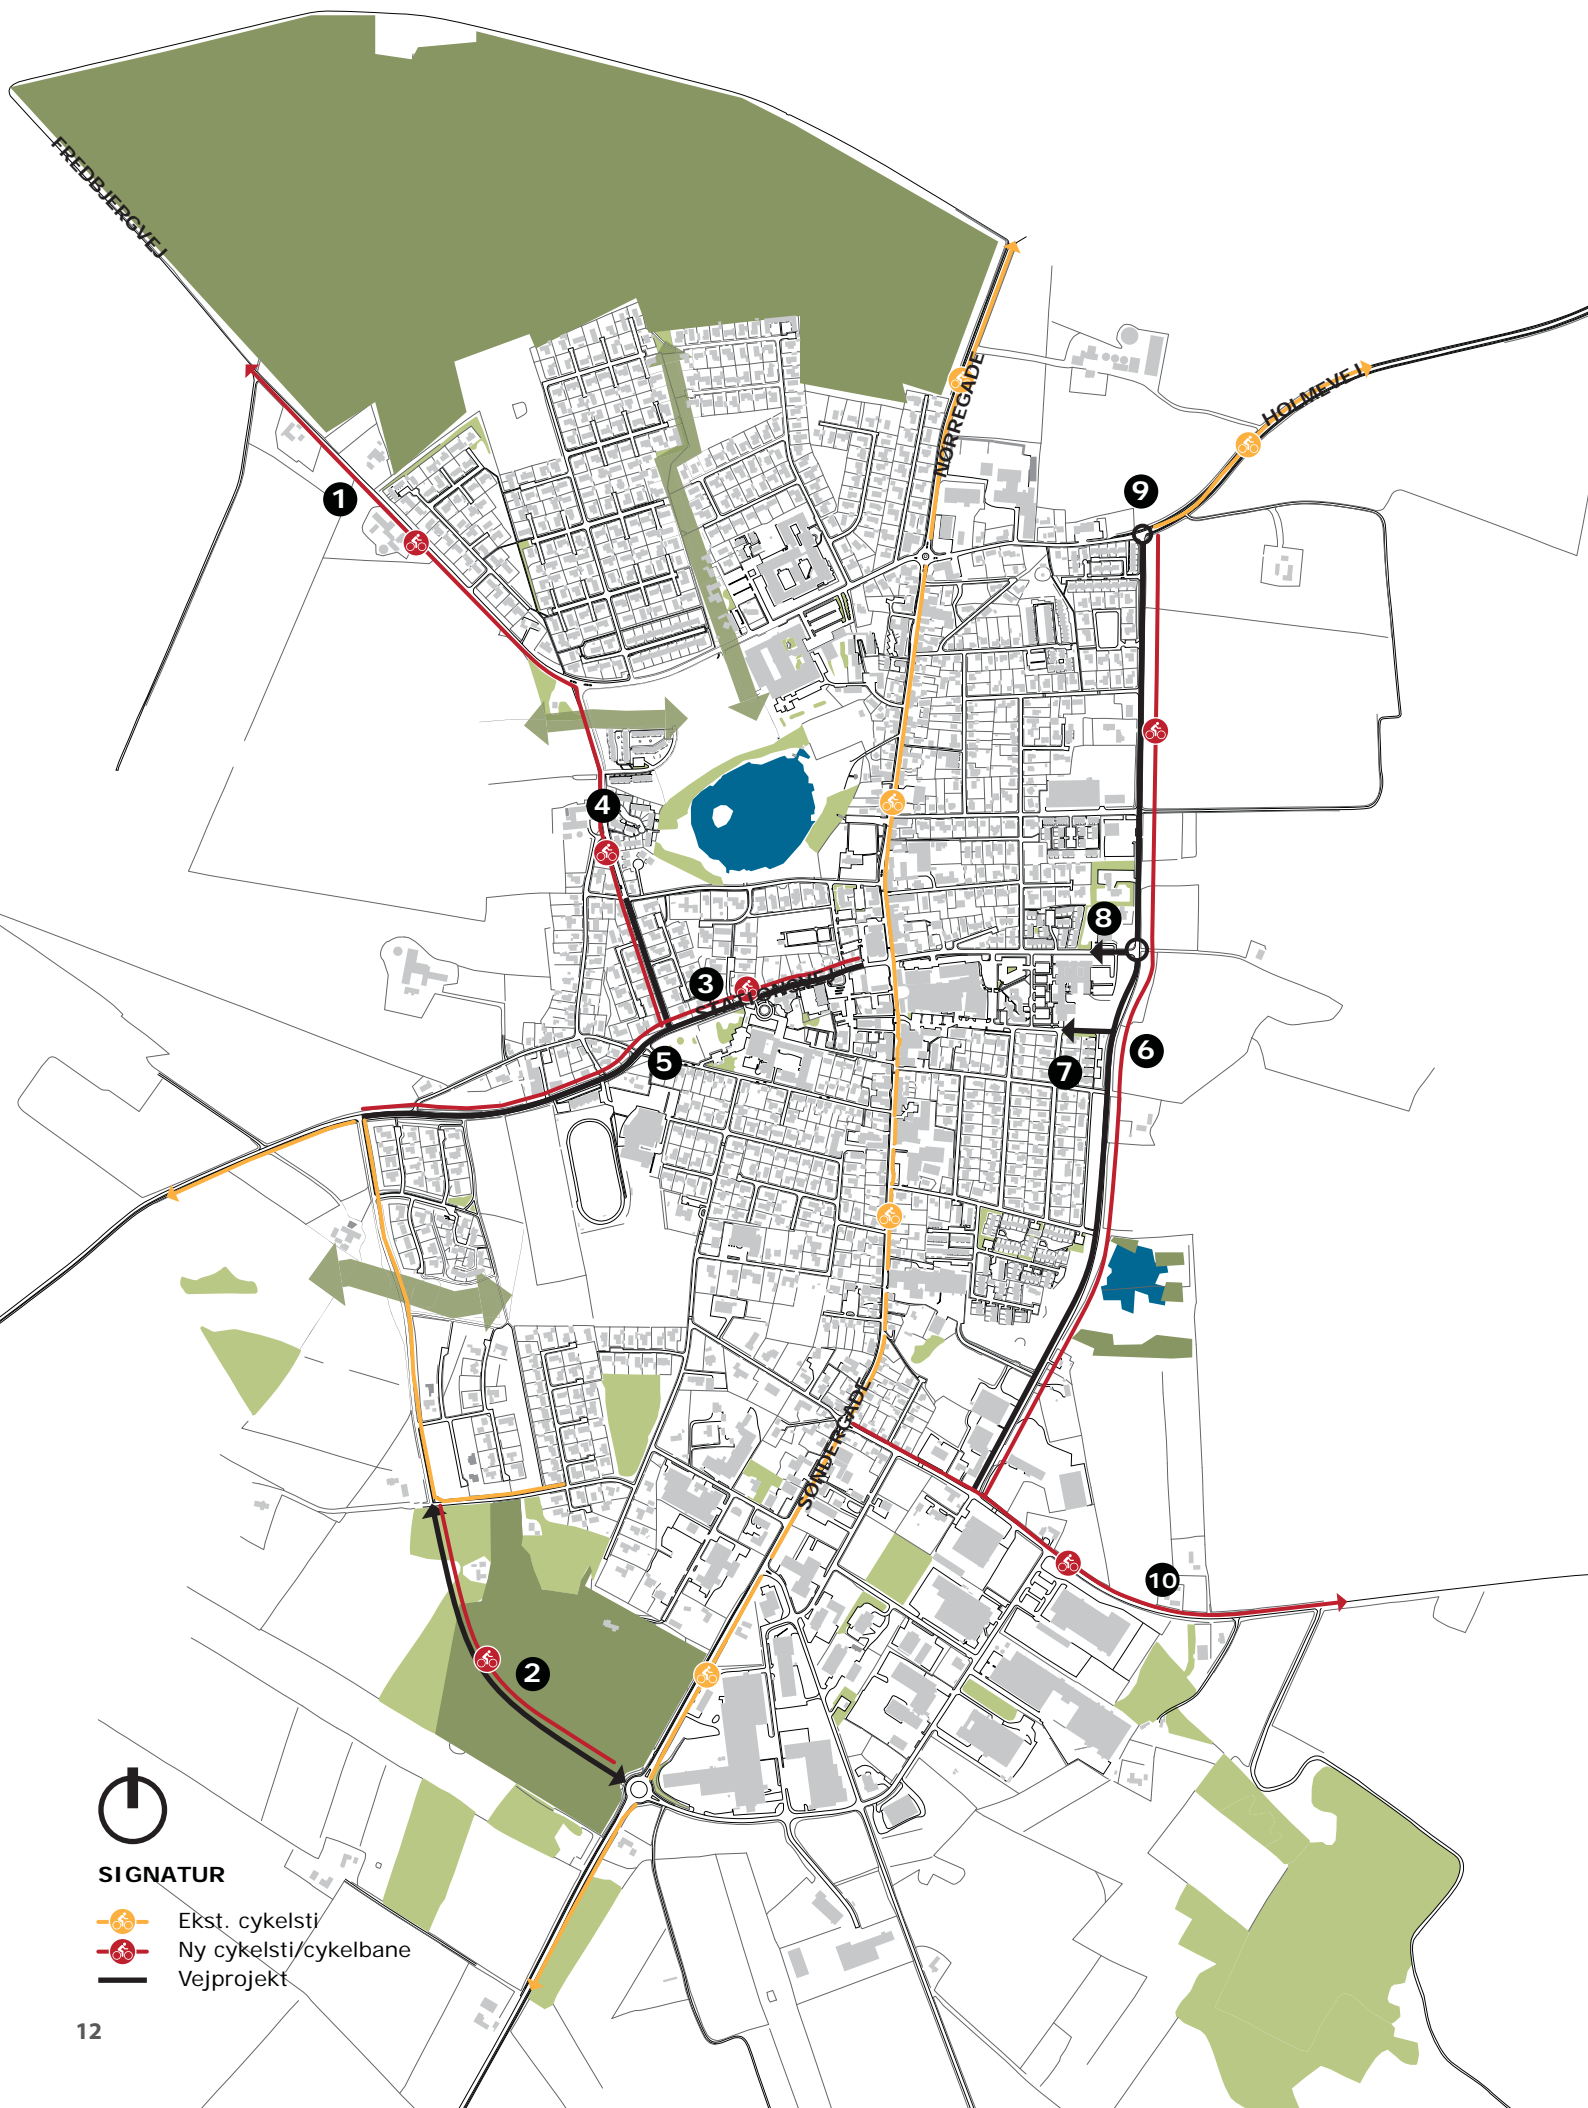 FREDBJERGVEJ
NØRREGADE
HOLMEVEJ
1
9
4
8
3
STATIONSVEJ
6
5
7
SØNDERGADE
10
2
SIGNATUR
Ekst. cykelsti
Ny cykelsti/cykelbane
Vejprojekt
12